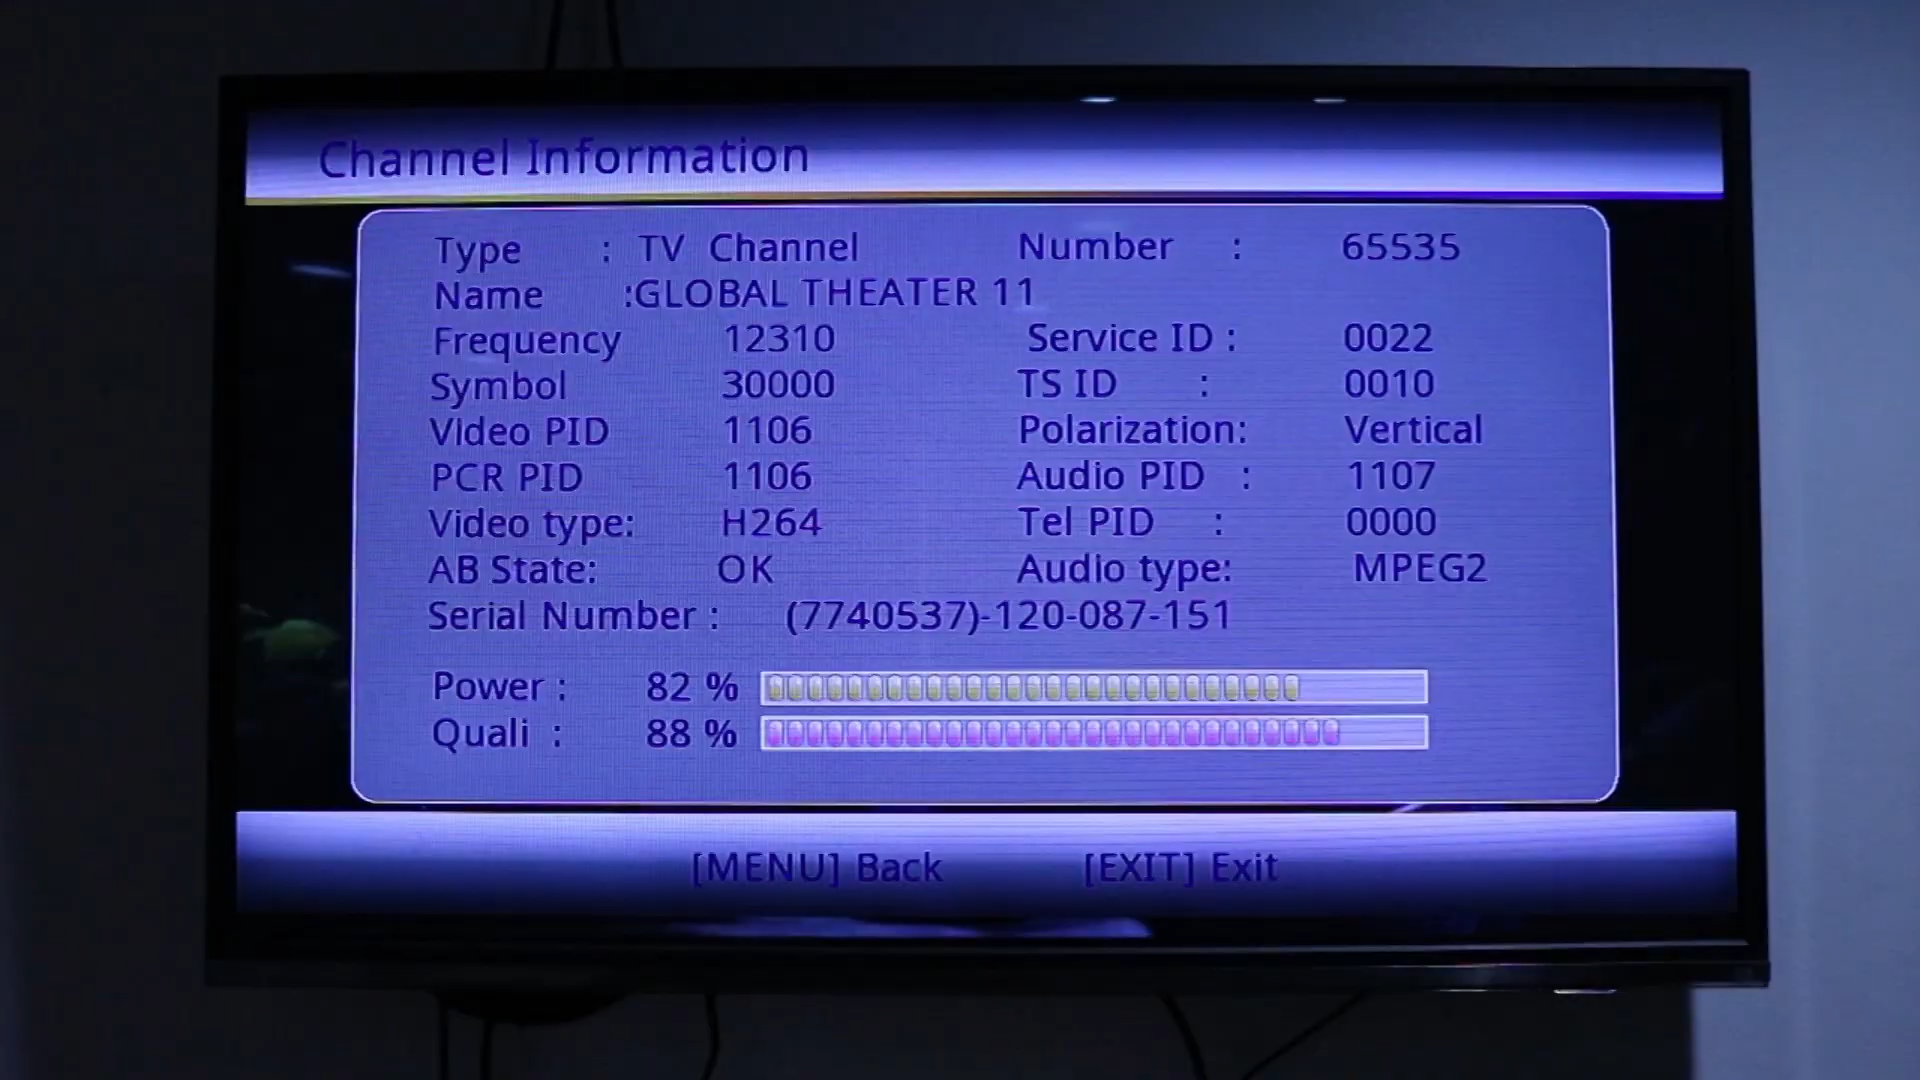 Channel Information
Type : TV Channel Number : 65535
Name :GLOBAL THEATER 11
Frequency 12310 Service ID : 0022
Symbol 30000 TS ID : 0010
Video PID 1106 Polarization: Vertical
PCR PID 1106 Audio PID : 1107
Video type: H264 Tel PID : 0000
AB State: OK Audio type: MPEG2
Serial Number : (7740537)-120-087-151
Power : 82 %
Quali : 88 %
[MENU] Back [EXIT] Exit